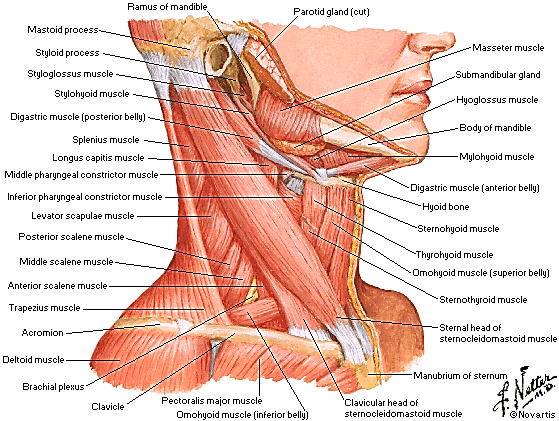 Ramus of mandible
Parotid gland (cut)
Mastoid process
Styloid process
Styloglossus muscle
Stylohyoid muscle
Digastric muscle (posterior belly)
Splenius muscle
Longus capitis muscle
Middle pharyngeal constrictor muscle
Inferior pharyngeal constrictor muscle
Levator scapulae muscle
Posterior scalene muscle
Middle scalene muscle
Anterior scalene muscle
Trapezius muscle
Acromion
Deltoid muscle
Brachial plexus
Clavicle
Pectoralis major muscle
Omohyoid muscle (inferior belly)
Masseter muscle
Submandibular gland
Hyoglossus muscle
Body of mandible
Mylohyoid muscle
Digastric muscle (anterior belly)
Hyoid bone
Sternohyoid muscle
Thyrohyoid muscle
Omohyoid muscle (superior belly)
Sternothyroid muscle
Sternal head of
sternocleidomastoid muscle
Manubrium of sternum
Clavicular head of
sternocleidomastoid muscle
F. Netter
M.D.
©Novartis